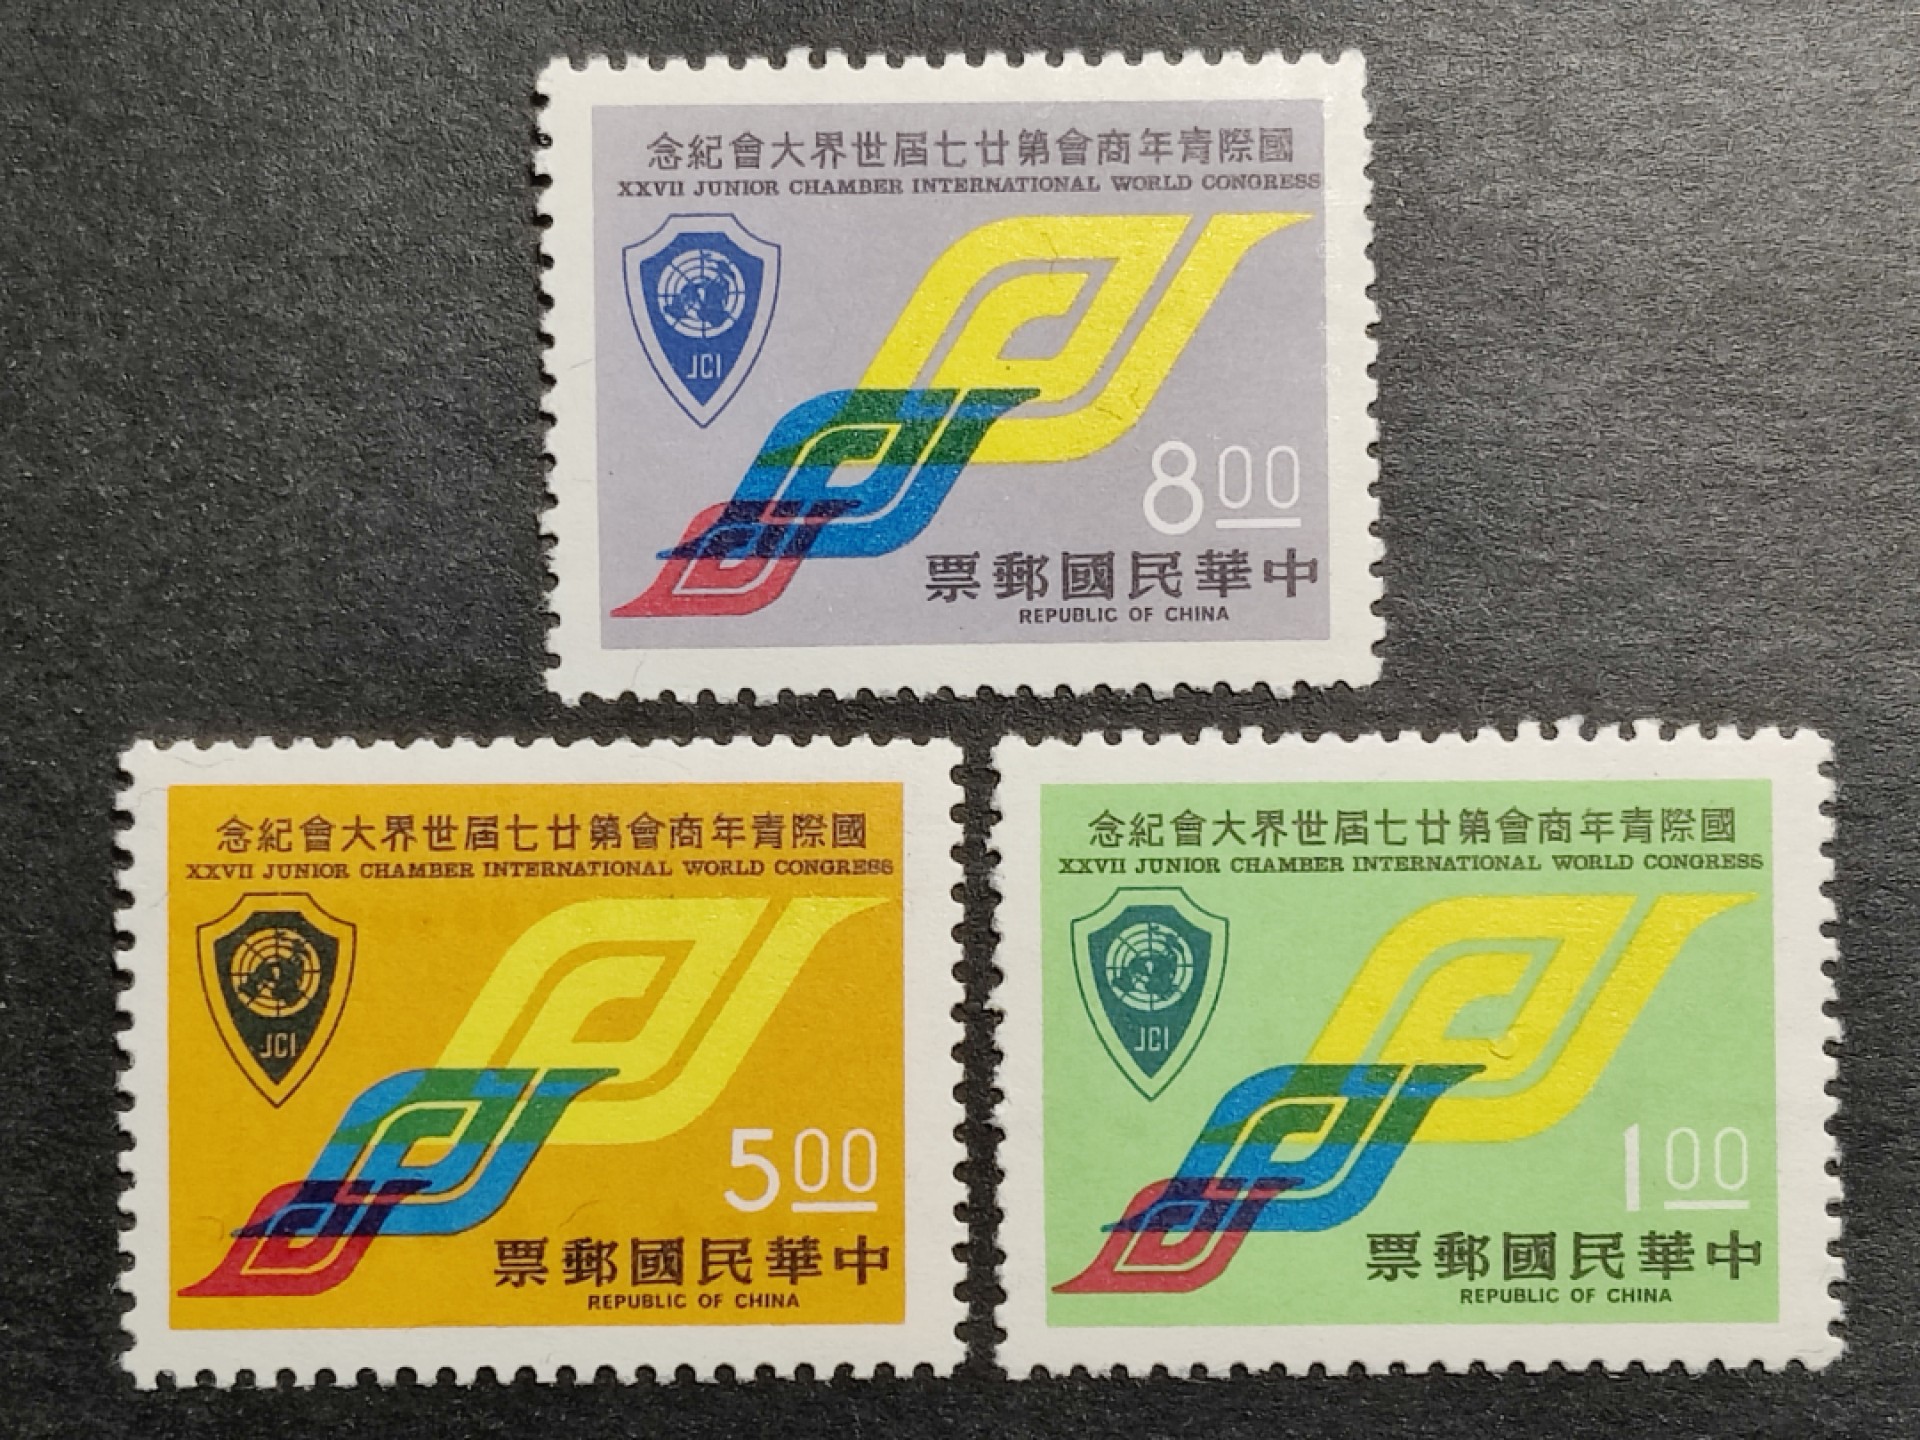 國際青年商會第廿七屆世界大會紀念
XXVII JUNIOR CHAMBER INTERNATIONAL WORLD CONGRESS
JCI
8.00
中華民國郵票
REPUBLIC OF CHINA
國際青年商會第廿七屆世界大會紀念
XXVII JUNIOR CHAMBER INTERNATIONAL WORLD CONGRESS
JCI
5.00
中華民國郵票
REPUBLIC OF CHINA
國際青年商會第廿七屆世界大會紀念
XXVII JUNIOR CHAMBER INTERNATIONAL WORLD CONGRESS
JCI
1.00
中華民國郵票
REPUBLIC OF CHINA